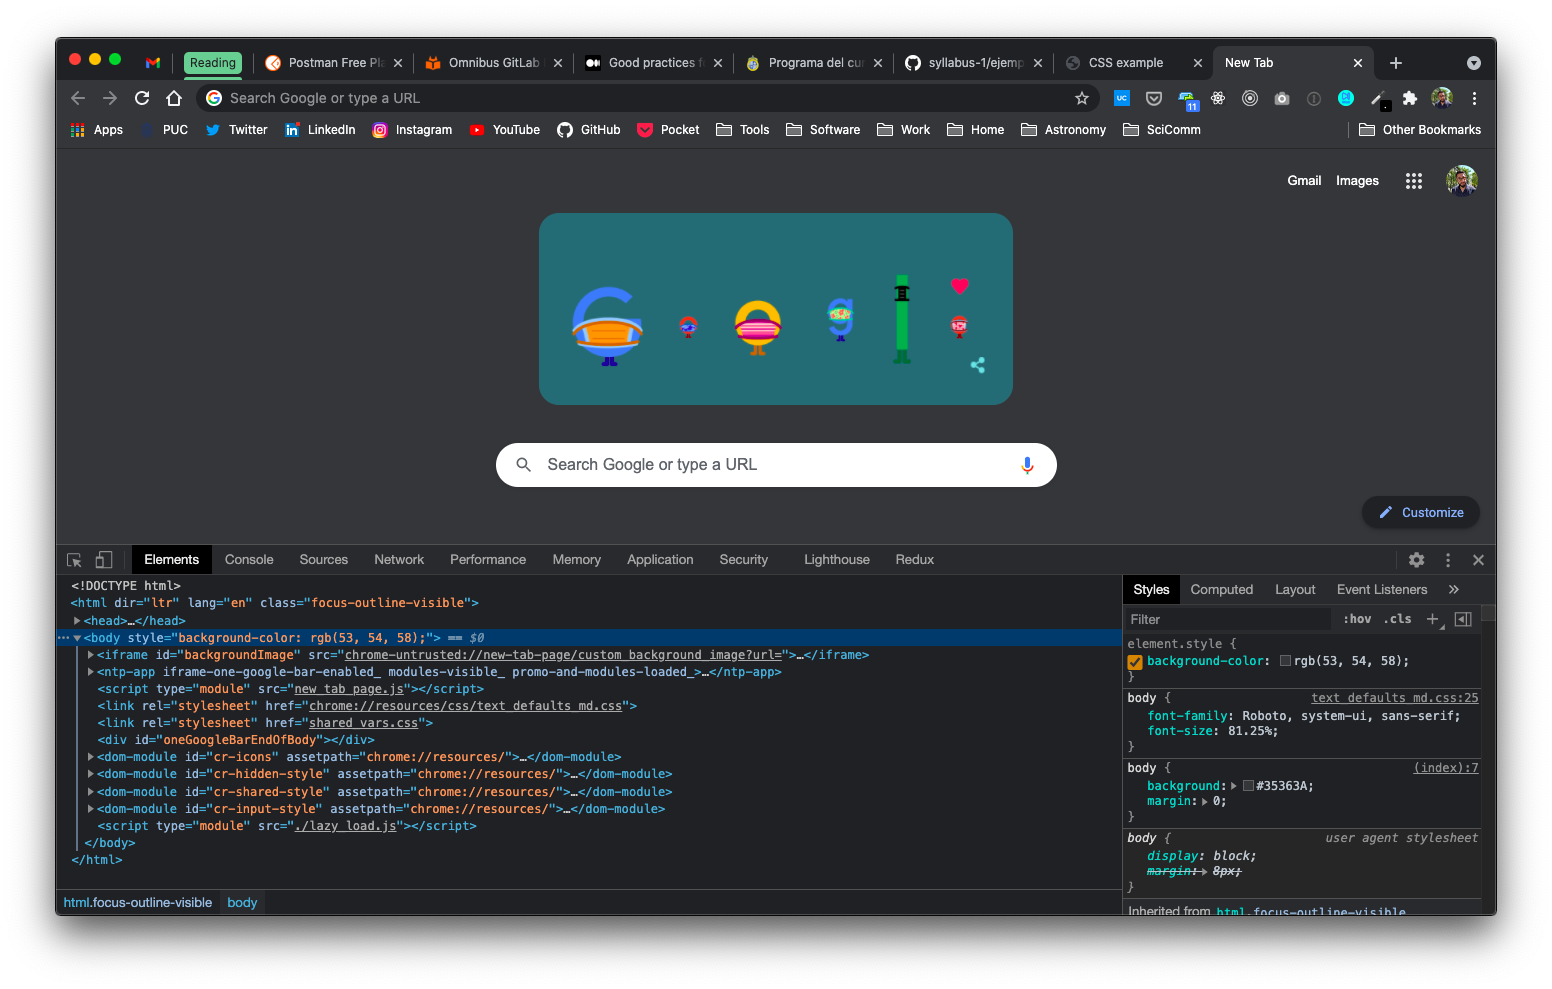 Reading
Postman Free Pla
Omnibus GitLab
Good practices f
Programa del cur
syllabus-1/ejemp
CSS example
New Tab
Search Google or type a URL
UC
11
Apps
PUC
Twitter
LinkedIn
Instagram
YouTube
GitHub
Pocket
Tools
Software
Work
Home
Astronomy
SciComm
Other Bookmarks
Gmail
Images
Search Google or type a URL
Customize
Elements
Console
Sources
Network
Performance
Memory
Application
Security
Lighthouse
Redux
<!DOCTYPE html>
<html dir="ltr" lang="en" class="focus-outline-visible">
<head>…</head>
<body style="background-color: rgb(53, 54, 58);"> == $0
<iframe id="backgroundImage" src="chrome-untrusted://new-tab-page/custom_background_image?url=">…</iframe>
<ntp-app iframe-one-google-bar-enabled_ modules-visible_ promo-and-modules-loaded_>…</ntp-app>
<script type="module" src="new_tab_page.js"></script>
<link rel="stylesheet" href="chrome://resources/css/text_defaults_md.css">
<link rel="stylesheet" href="shared_vars.css">
<div id="oneGoogleBarEndOfBody"></div>
<dom-module id="cr-icons" assetpath="chrome://resources/">…</dom-module>
<dom-module id="cr-hidden-style" assetpath="chrome://resources/">…</dom-module>
<dom-module id="cr-shared-style" assetpath="chrome://resources/">…</dom-module>
<dom-module id="cr-input-style" assetpath="chrome://resources/">…</dom-module>
<script type="module" src="./lazy_load.js"></script>
</body>
</html>
html.focus-outline-visible
body
Styles
Computed
Layout
Event Listeners
Filter
:hov .cls
element.style {
background-color: rgb(53, 54, 58);
}
body {
text_defaults_md.css:25
font-family: Roboto, system-ui, sans-serif;
font-size: 81.25%;
}
body {
(index):7
background: #35363A;
margin: 0;
}
body {
user agent stylesheet
display: block;
margin: 8px;
}
Inherited from html.focus-outline-visible